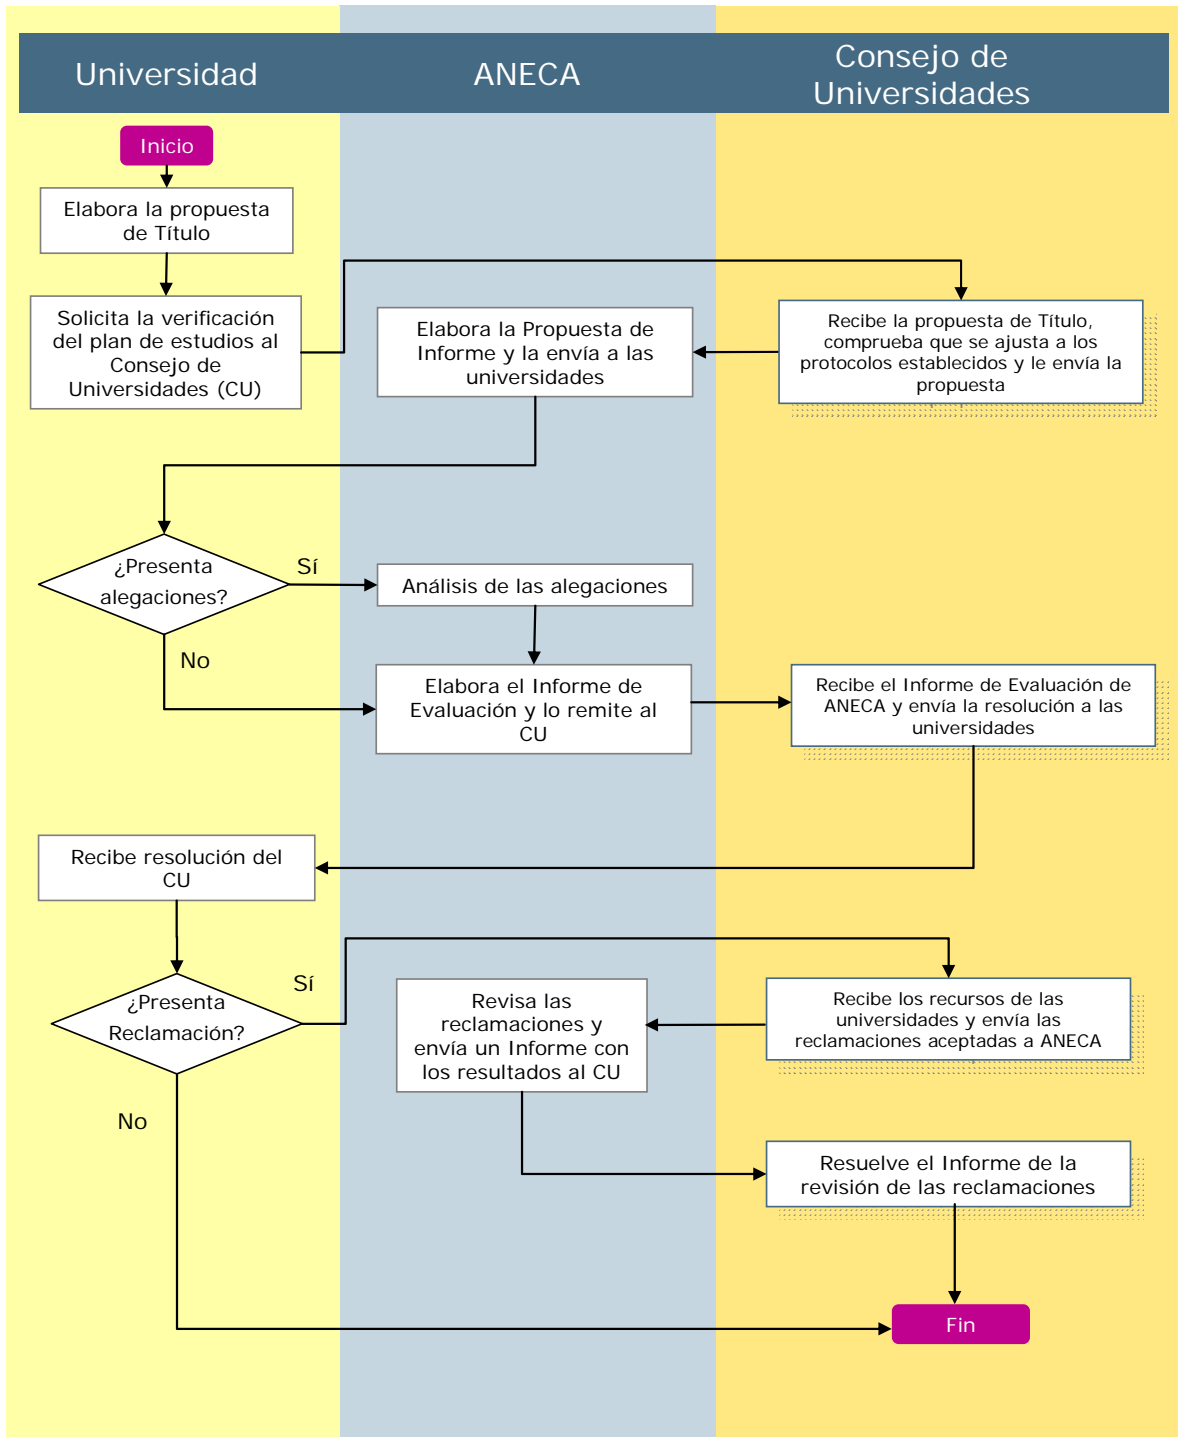 Universidad
ANECA
Consejo de
Universidades
Inicio
Elabora la propuesta
de Título
Solicita la verificación
del plan de estudios al
Consejo de
Universidades (CU)
Elabora la Propuesta de
Informe y la envía a las
universidades
Recibe la propuesta de Título,
comprueba que se ajusta a los
protocolos establecidos y le envía la
propuesta
¿Presenta
alegaciones?
Sí
No
Análisis de las alegaciones
Elabora el Informe de
Evaluación y lo remite al
CU
Recibe el Informe de Evaluación de
ANECA y envía la resolución a las
universidades
Recibe resolución del
CU
¿Presenta
Reclamación?
Sí
No
Revisa las
reclamaciones y
envía un Informe con
los resultados al CU
Recibe los recursos de las
universidades y envía las
reclamaciones aceptadas a ANECA
Resuelve el Informe de la
revisión de las reclamaciones
Fin